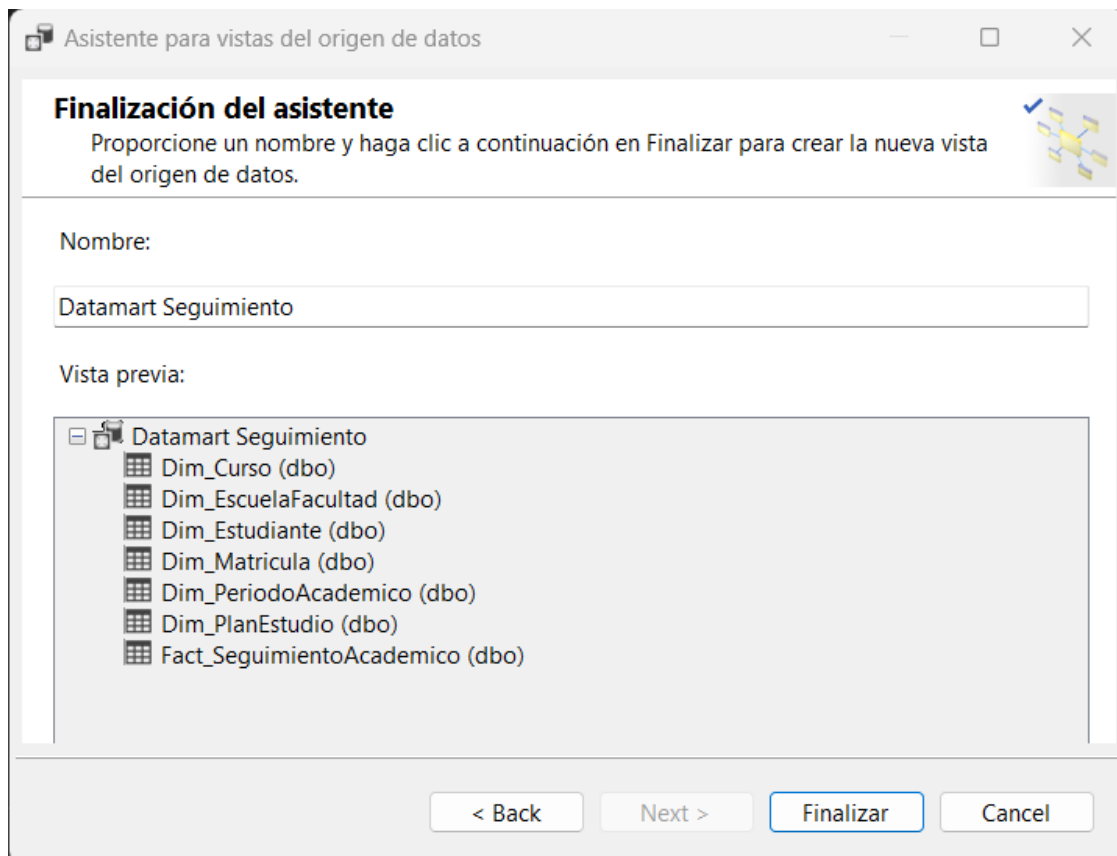 Asistente para vistas del origen de datos
Finalización del asistente
Proporcione un nombre y haga clic a continuación en Finalizar para crear la nueva vista
del origen de datos.
Nombre:
Datamart Seguimiento
Vista previa:
Datamart Seguimiento
Dim_Curso (dbo)
Dim_EscuelaFacultad (dbo)
Dim_Estudiante (dbo)
Dim_Matricula (dbo)
Dim_PeriodoAcademico (dbo)
Dim_PlanEstudio (dbo)
Fact_SeguimientoAcademico (dbo)
< Back Next > Finalizar Cancel